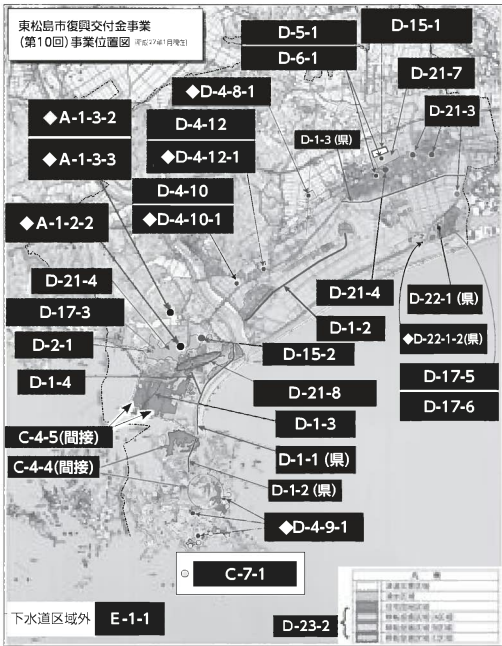 東松島市復興交付金事業
(第10回)事業位置図
D-5-1
D-6-1
D-15-1
D-21-7
◆D-4-8-1
D-21-3
◆A-1-3-2
◆A-1-3-3
D-4-12
◆D-4-12-1
D-1-3 (県)
D-4-10
◆D-4-10-1
◆A-1-2-2
D-21-4
D-17-3
D-21-4
D-22-1 (県)
D-1-2
◆D-22-1-2(県)
D-2-1
D-15-2
D-17-5
D-17-6
D-1-4
D-21-8
D-1-3
C-4-5(間接)
C-4-4(間接)
D-1-1 (県)
D-1-2 (県)
◆D-4-9-1
C-7-1
下水道区域外
E-1-1
D-23-2
凡例